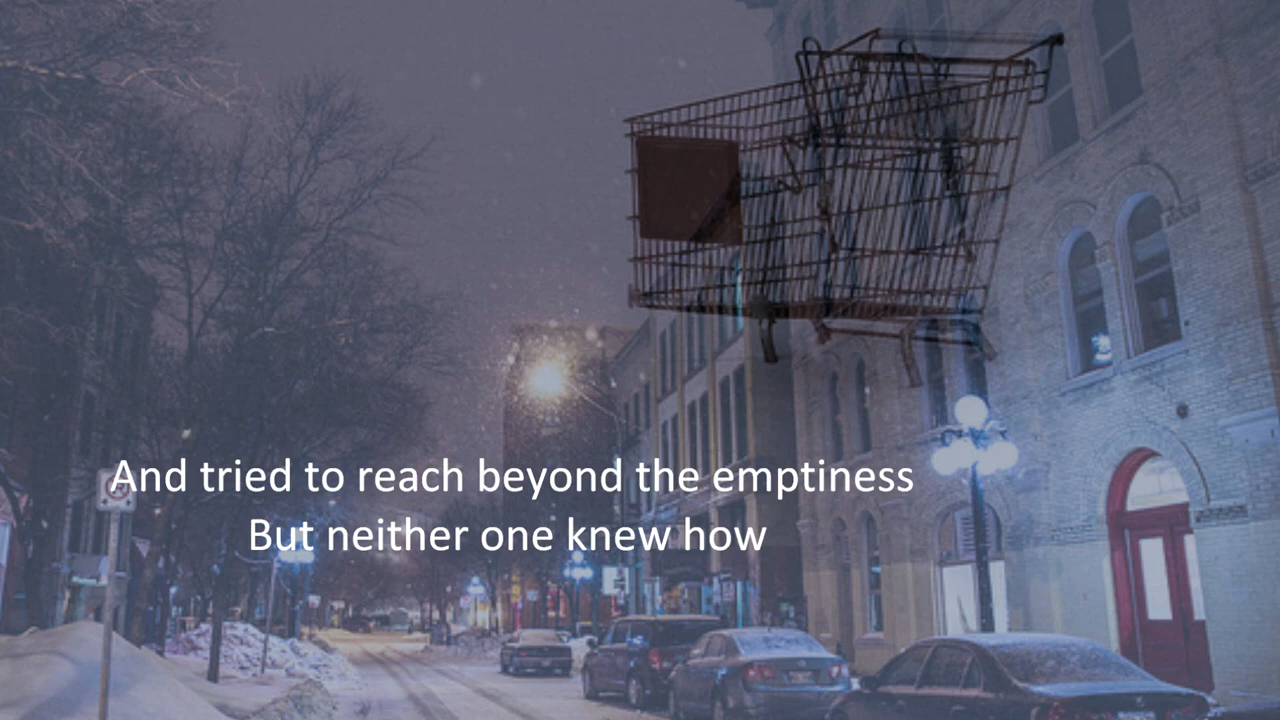 And tried to reach beyond the emptiness
But neither one knew how